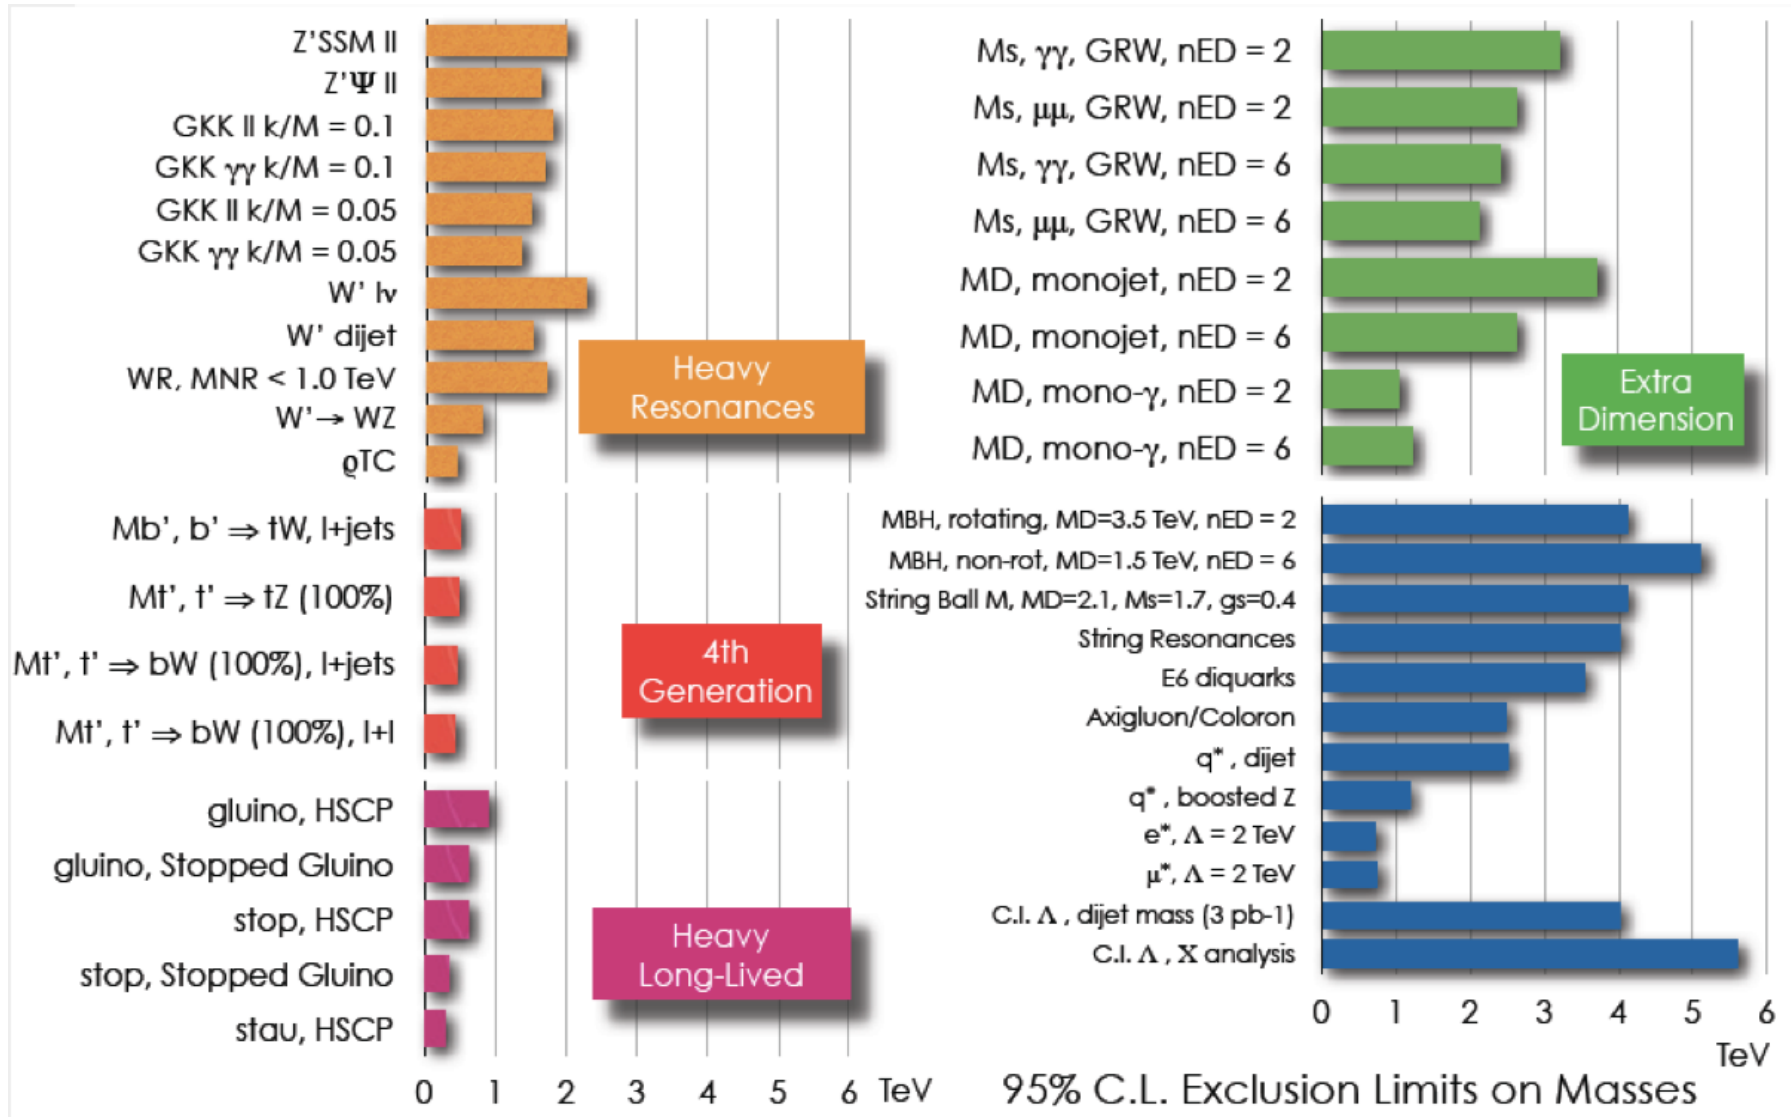 Z'SSM ll
Z'Ψ ll
GKK ll k/M = 0.1
GKK γγ k/M = 0.1
GKK ll k/M = 0.05
GKK γγ k/M = 0.05
W' lν
W' dijet
WR, MNR < 1.0 TeV
W'→ WZ
ϱTC
Heavy
Resonances
Mb', b' ⇒ tW, l+jets
Mt', t' ⇒ tZ (100%)
Mt', t' ⇒ bW (100%), l+jets
Mt', t' ⇒ bW (100%), l+l
4th
Generation
gluino, HSCP
gluino, Stopped Gluino
stop, HSCP
stop, Stopped Gluino
stau, HSCP
Heavy
Long-Lived
0 1 2 3 4 5 6 TeV
Ms, γγ, GRW, nED = 2
Ms, μμ, GRW, nED = 2
Ms, γγ, GRW, nED = 6
Ms, μμ, GRW, nED = 6
MD, monojet, nED = 2
MD, monojet, nED = 6
MD, mono-γ, nED = 2
MD, mono-γ, nED = 6
Extra
Dimension
MBH, rotating, MD=3.5 TeV, nED = 2
MBH, non-rot, MD=1.5 TeV, nED = 6
String Ball M, MD=2.1, Ms=1.7, gs=0.4
String Resonances
E6 diquarks
Axigluon/Coloron
q* , dijet
q* , boosted Z
e*, Λ = 2 TeV
μ*, Λ = 2 TeV
C.I. Λ , dijet mass (3 pb-1)
C.I. Λ , X analysis
0 1 2 3 4 5 6
TeV
95% C.L. Exclusion Limits on Masses